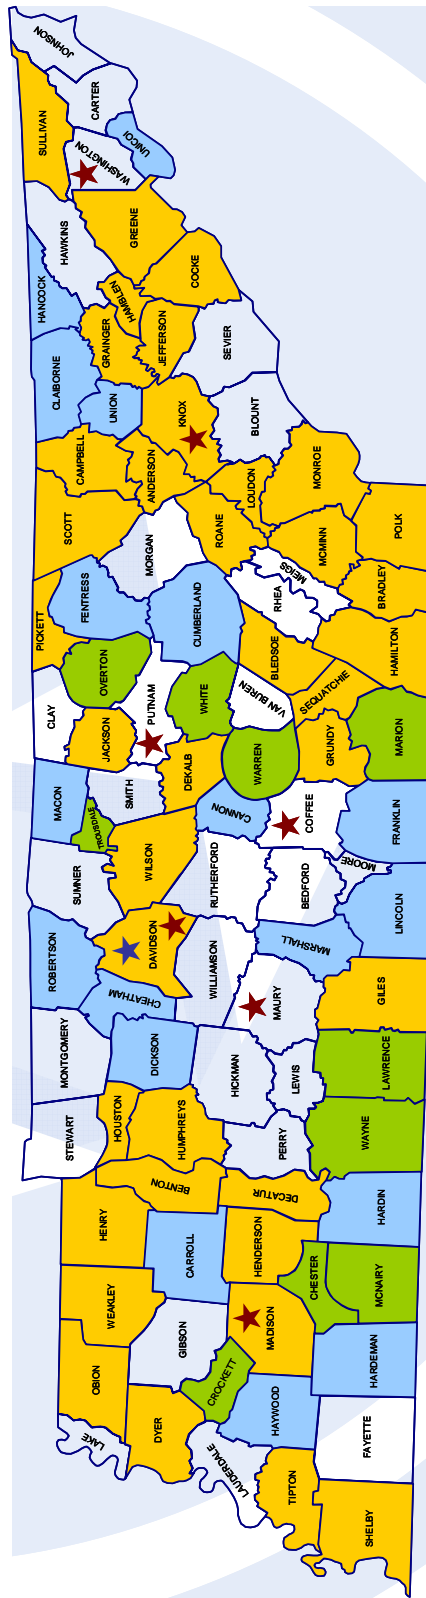 JOHNSON
CARTER
SULLIVAN
UNICOI
WASHINGTON
HAWKINS
GREENE
HANCOCK
COCKE
HAMBLEN
GRAINGER
JEFFERSON
CLAIBORNE
SEVIER
UNION
KNOX
BLOUNT
CAMPBELL
ANDERSON
LOUDON
MONROE
SCOTT
ROANE
MORGAN
MCMINN
POLK
MEIGS
RHEA
BRADLEY
FENTRESS
CUMBERLAND
PICKETT
BLEDSOE
HAMILTON
OVERTON
SEQUATCHIE
WHITE
VAN BUREN
PUTNAM
CLAY
JACKSON
GRUNDY
MARION
WARREN
DEKALB
SMITH
MACON
TROUSDALE
CANNON
COFFEE
FRANKLIN
WILSON
SUMNER
RUTHERFORD
BEDFORD
MOORE
LINCOLN
DAVIDSON
ROBERTSON
MARSHALL
WILLIAMSON
CHEATHAM
MAURY
GILES
MONTGOMERY
DICKSON
HICKMAN
LEWIS
LAWRENCE
STEWART
HOUSTON
HUMPHREYS
PERRY
WAYNE
BENTON
DECATUR
HARDIN
HENRY
CARROLL
HENDERSON
CHESTER
MCNAIRY
WEAKLEY
GIBSON
MADISON
HARDEMAN
OBION
CROCKETT
HAYWOOD
DYER
LAKE
LAUDERDALE
FAYETTE
TIPTON
SHELBY